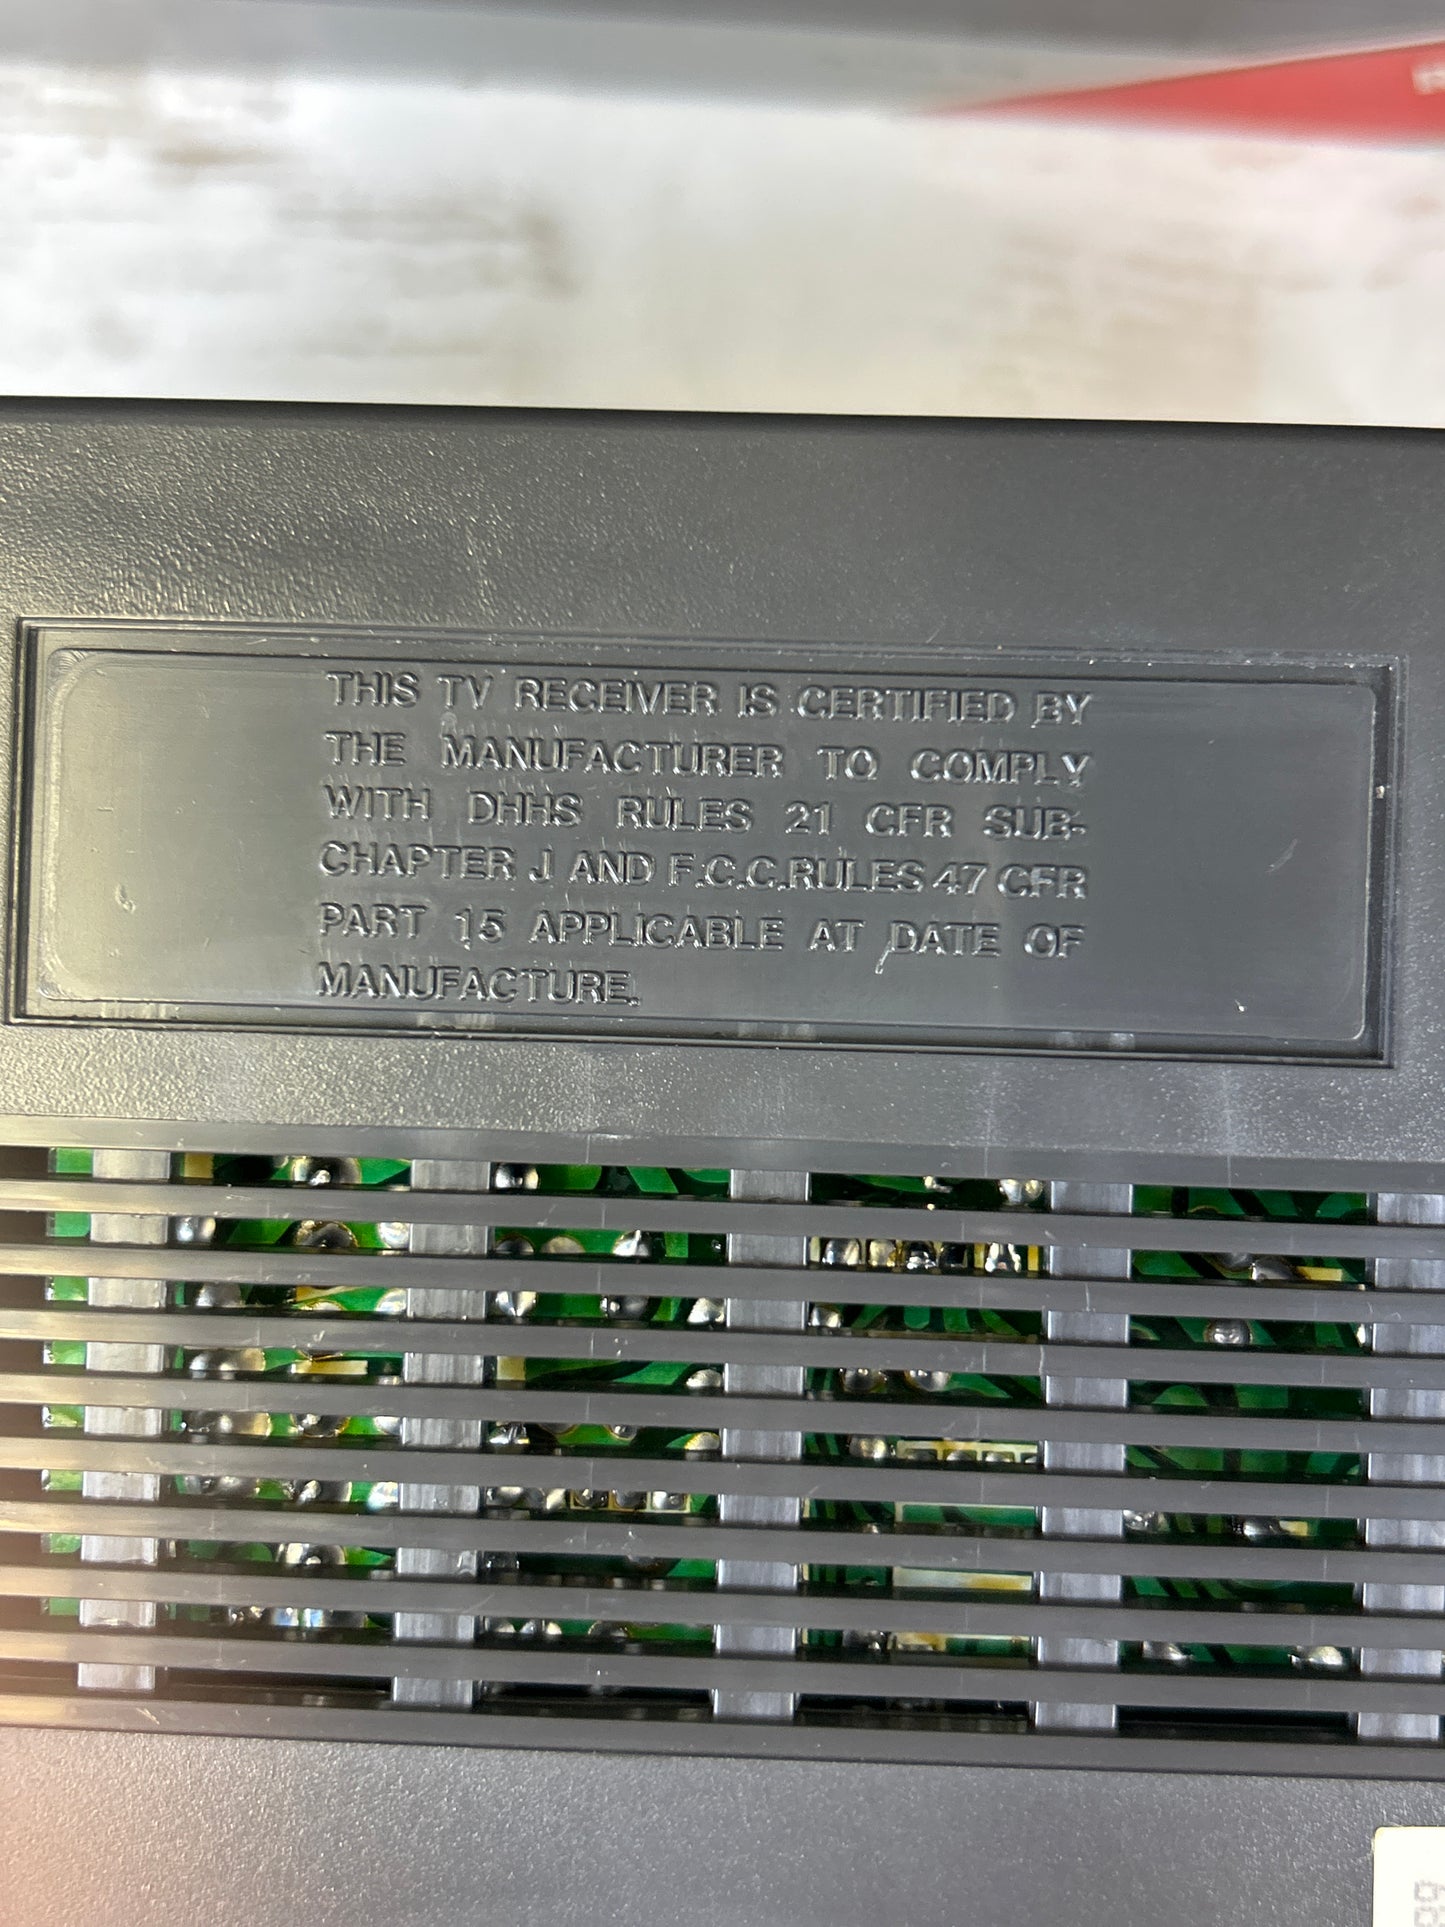 THIS TV RECEIVER IS CERTIFIED BY
THE MANUFACTURER TO COMPLY
WITH DHHS RULES 21 CFR SUB-
CHAPTER J AND F.C.C.RULES 47 CFR
PART 15 APPLICABLE AT DATE OF
MANUFACTURE.